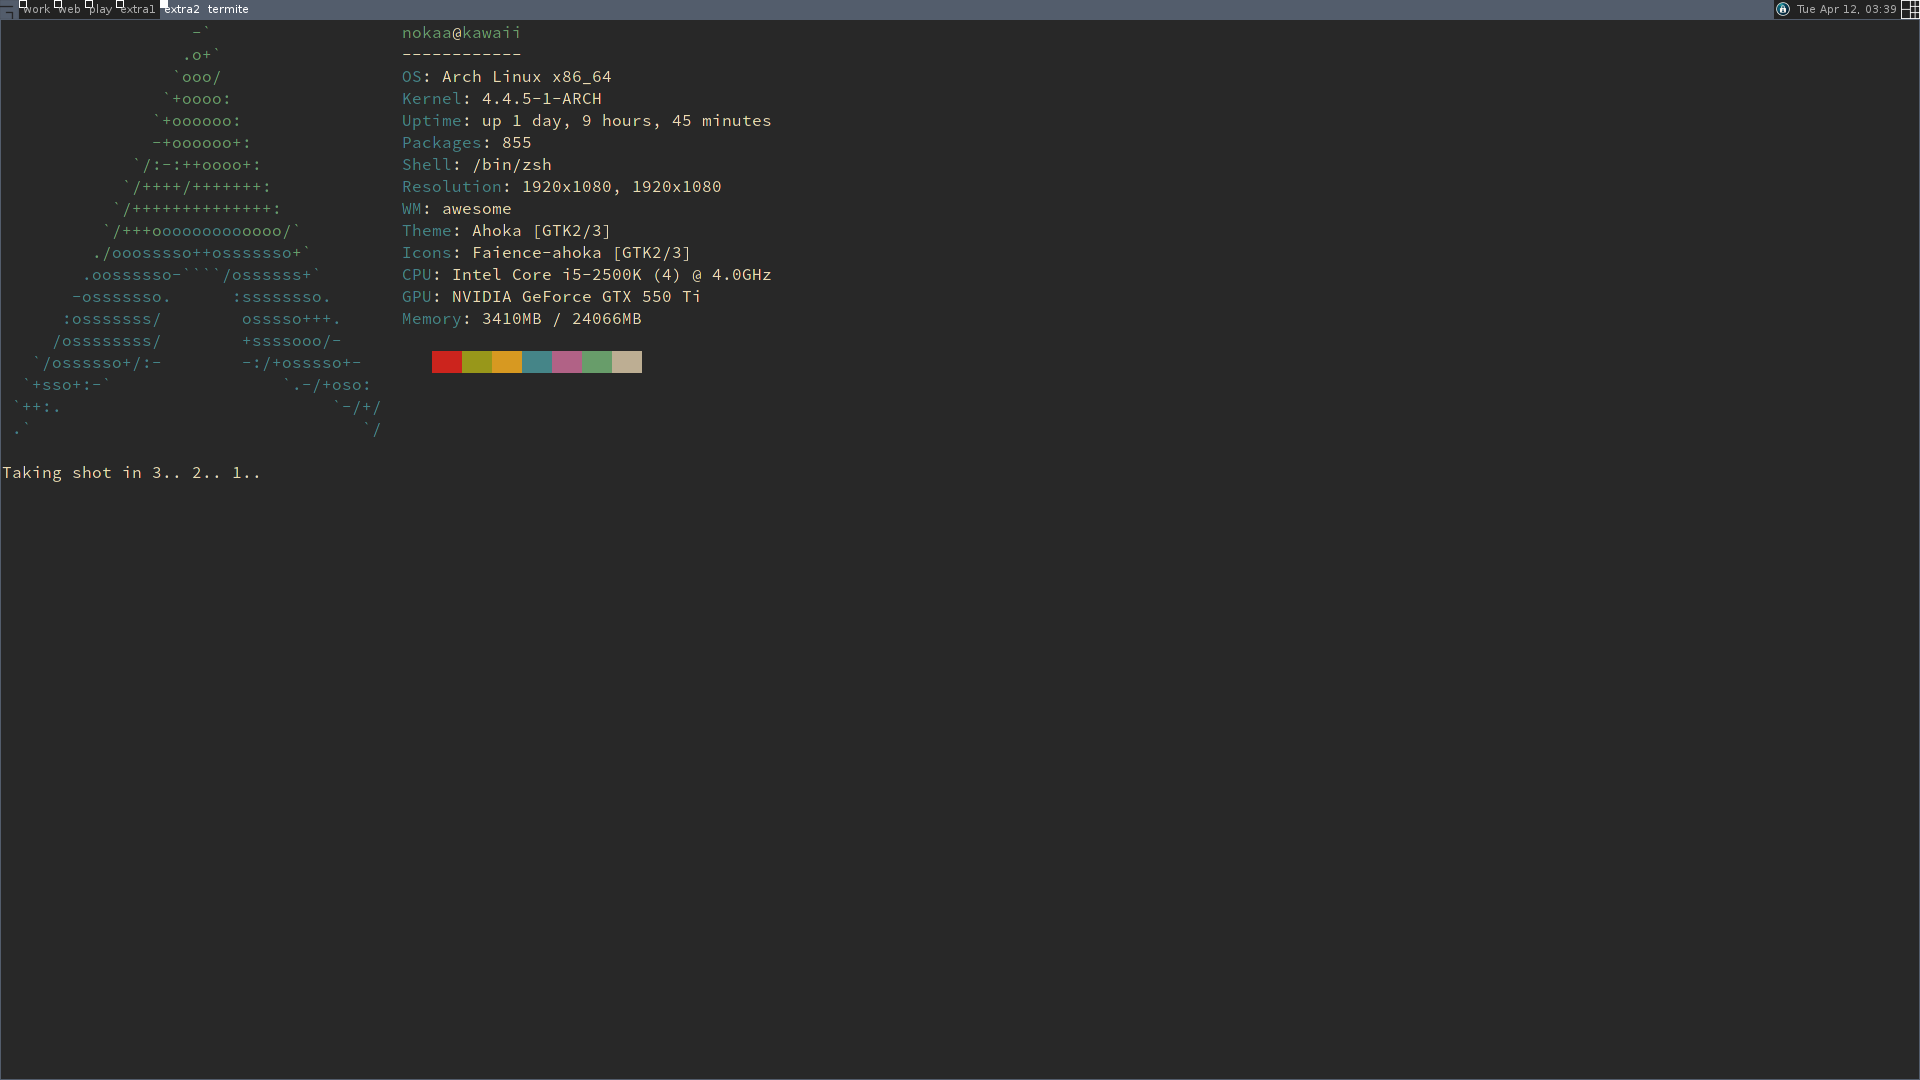 work web play extra1 extra2 termite Tue Apr 12, 03:39
                   -`                   nokaa@kawaii
                  .o+`                  ------------
                 `ooo/                  OS: Arch Linux x86_64
                `+oooo:                 Kernel: 4.4.5-1-ARCH
               `+oooooo:                Uptime: up 1 day, 9 hours, 45 minutes
               -+oooooo+:               Packages: 855
             `/:-:++oooo+:              Shell: /bin/zsh
            `/++++/+++++++:             Resolution: 1920x1080, 1920x1080
           `/++++++++++++++:            WM: awesome
          `/+++ooooooooooooo/`          Theme: Ahoka [GTK2/3]
         ./ooosssso++osssssso+`         Icons: Faience-ahoka [GTK2/3]
        .oossssso-````/ossssss+`        CPU: Intel Core i5-2500K (4) @ 4.0GHz
       -osssssso.      :ssssssso.       GPU: NVIDIA GeForce GTX 550 Ti
      :osssssss/        osssso+++.      Memory: 3410MB / 24066MB
     /ossssssss/        +ssssooo/-
   `/ossssso+/:-        -:/+osssso+-
  `+sso+:-`                 `.-/+oso:
 `++:.                           `-/+/
 .`                                 `/
Taking shot in 3.. 2.. 1..